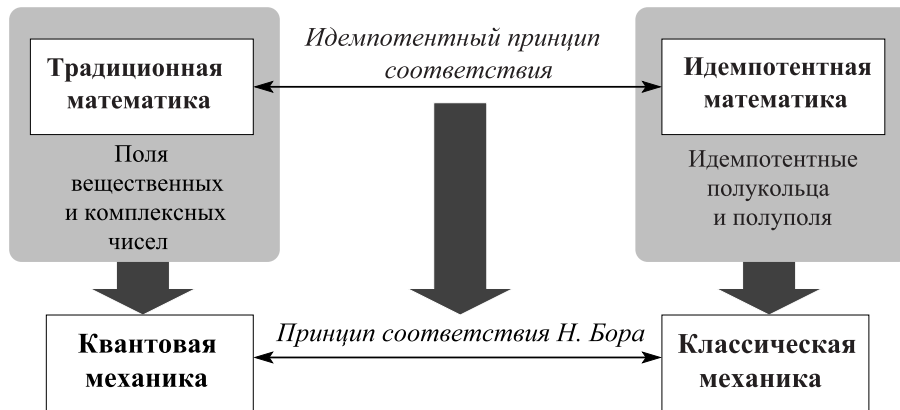 Идемпотентный принцип
соответствия
Традиционная
математика
Идемпотентная
математика
Поля
вещественных
и комплексных
чисел
Идемпотентные
полукольца
и полуполя
Квантовая
механика
Принцип соответствия Н. Бора
Классическая
механика